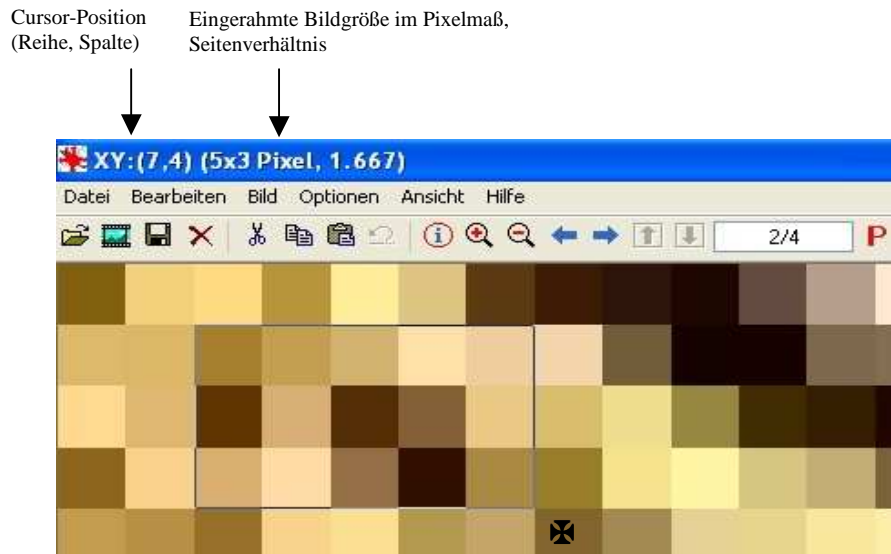 Cursor-Position
(Reihe, Spalte)
Eingerahmte Bildgröße im Pixelmaß,
Seitenverhältnis
XY:(7,4) (5x3 Pixel, 1.667)
Datei Bearbeiten Bild Optionen Ansicht Hilfe
2/4 P